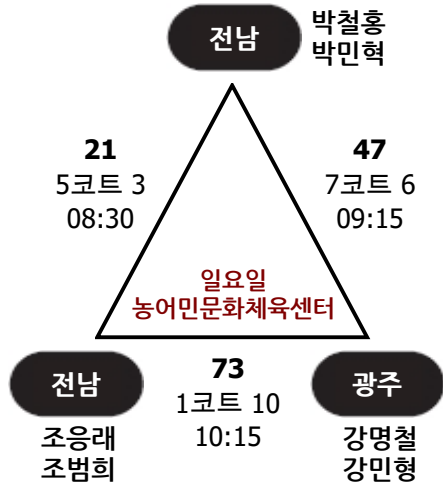 전남
박철홍
박민혁
21
5코트 3
08:30
47
7코트 6
09:15
일요일
농어민문화체육센터
전남
조응래
조범희
73
1코트 10
10:15
광주
강명철
강민형